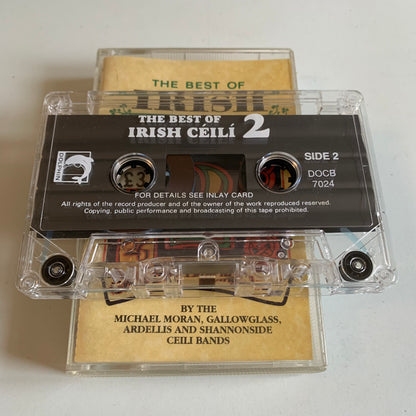 THE BEST OF
IRISH
THE BEST OF
IRISH CÉILÍ 2
SIDE 2
DOLPHIN
DOCB
7024
FOR DETAILS SEE INLAY CARD
All rights of the record producer and of the owner of the work reproduced reserved.
Copying, public performance and broadcasting of this tape prohibited.
BY THE
MICHAEL MORAN, GALLOWGLASS,
ARDELLIS AND SHANNONSIDE
CEILI BANDS